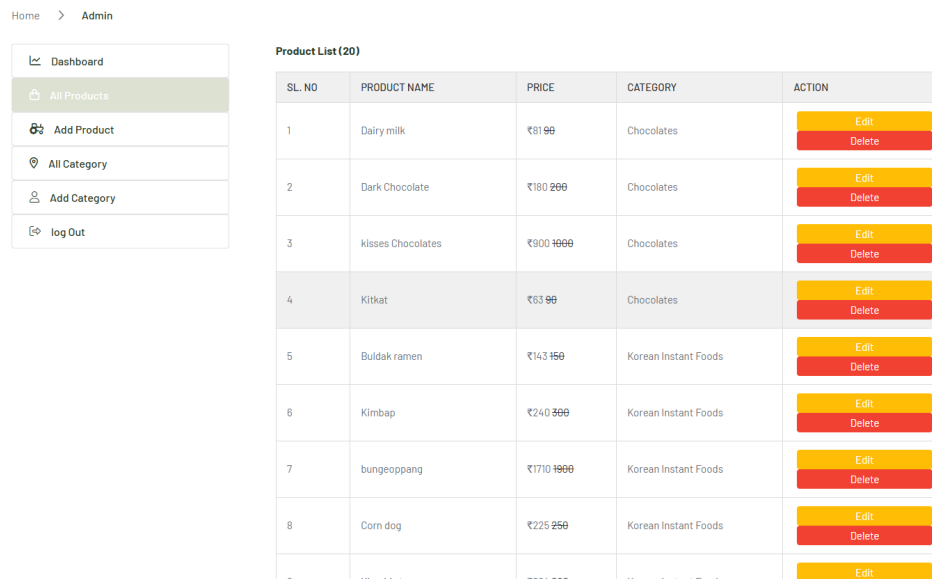 Home > Admin
Dashboard
All Products
Add Product
All Category
Add Category
log Out
Product List (20)
SL. NO PRODUCT NAME PRICE CATEGORY ACTION
1 Dairy milk ₹81 90 Chocolates Edit
Delete
2 Dark Chocolate ₹180 200 Chocolates Edit
Delete
3 kisses Chocolates ₹900 1000 Chocolates Edit
Delete
4 Kitkat ₹63 90 Chocolates Edit
Delete
5 Buldak ramen ₹143 150 Korean Instant Foods Edit
Delete
6 Kimbap ₹240 300 Korean Instant Foods Edit
Delete
7 bungeoppang ₹1710 1900 Korean Instant Foods Edit
Delete
8 Corn dog ₹225 250 Korean Instant Foods Edit
Delete
Edit